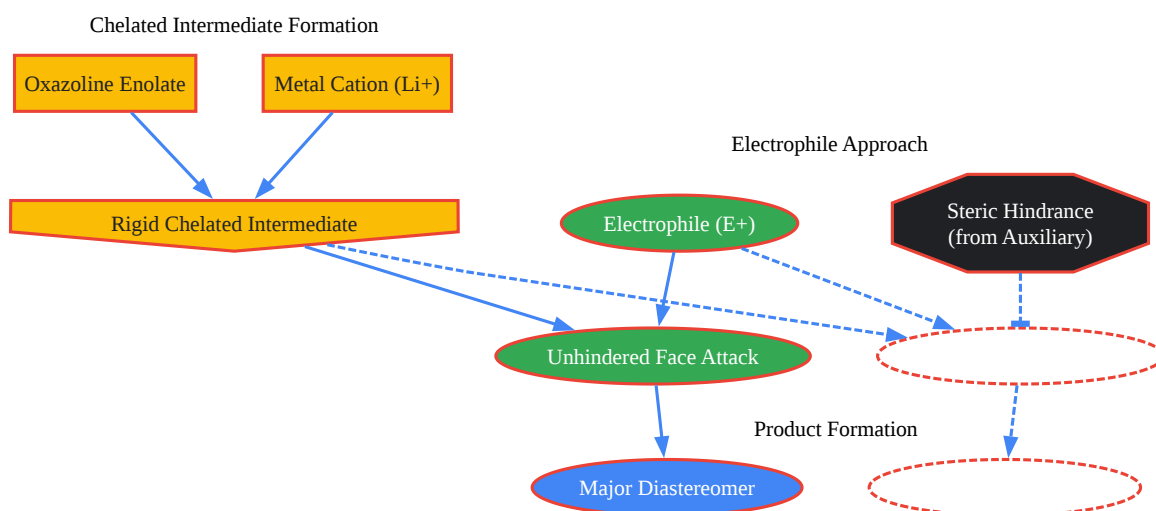 Chelated Intermediate Formation
Oxazoline Enolate
Metal Cation (Li+)
Electrophile Approach
Rigid Chelated Intermediate
Electrophile (E+)
Steric Hindrance
(from Auxiliary)
Unhindered Face Attack
Product Formation
Major Diastereomer